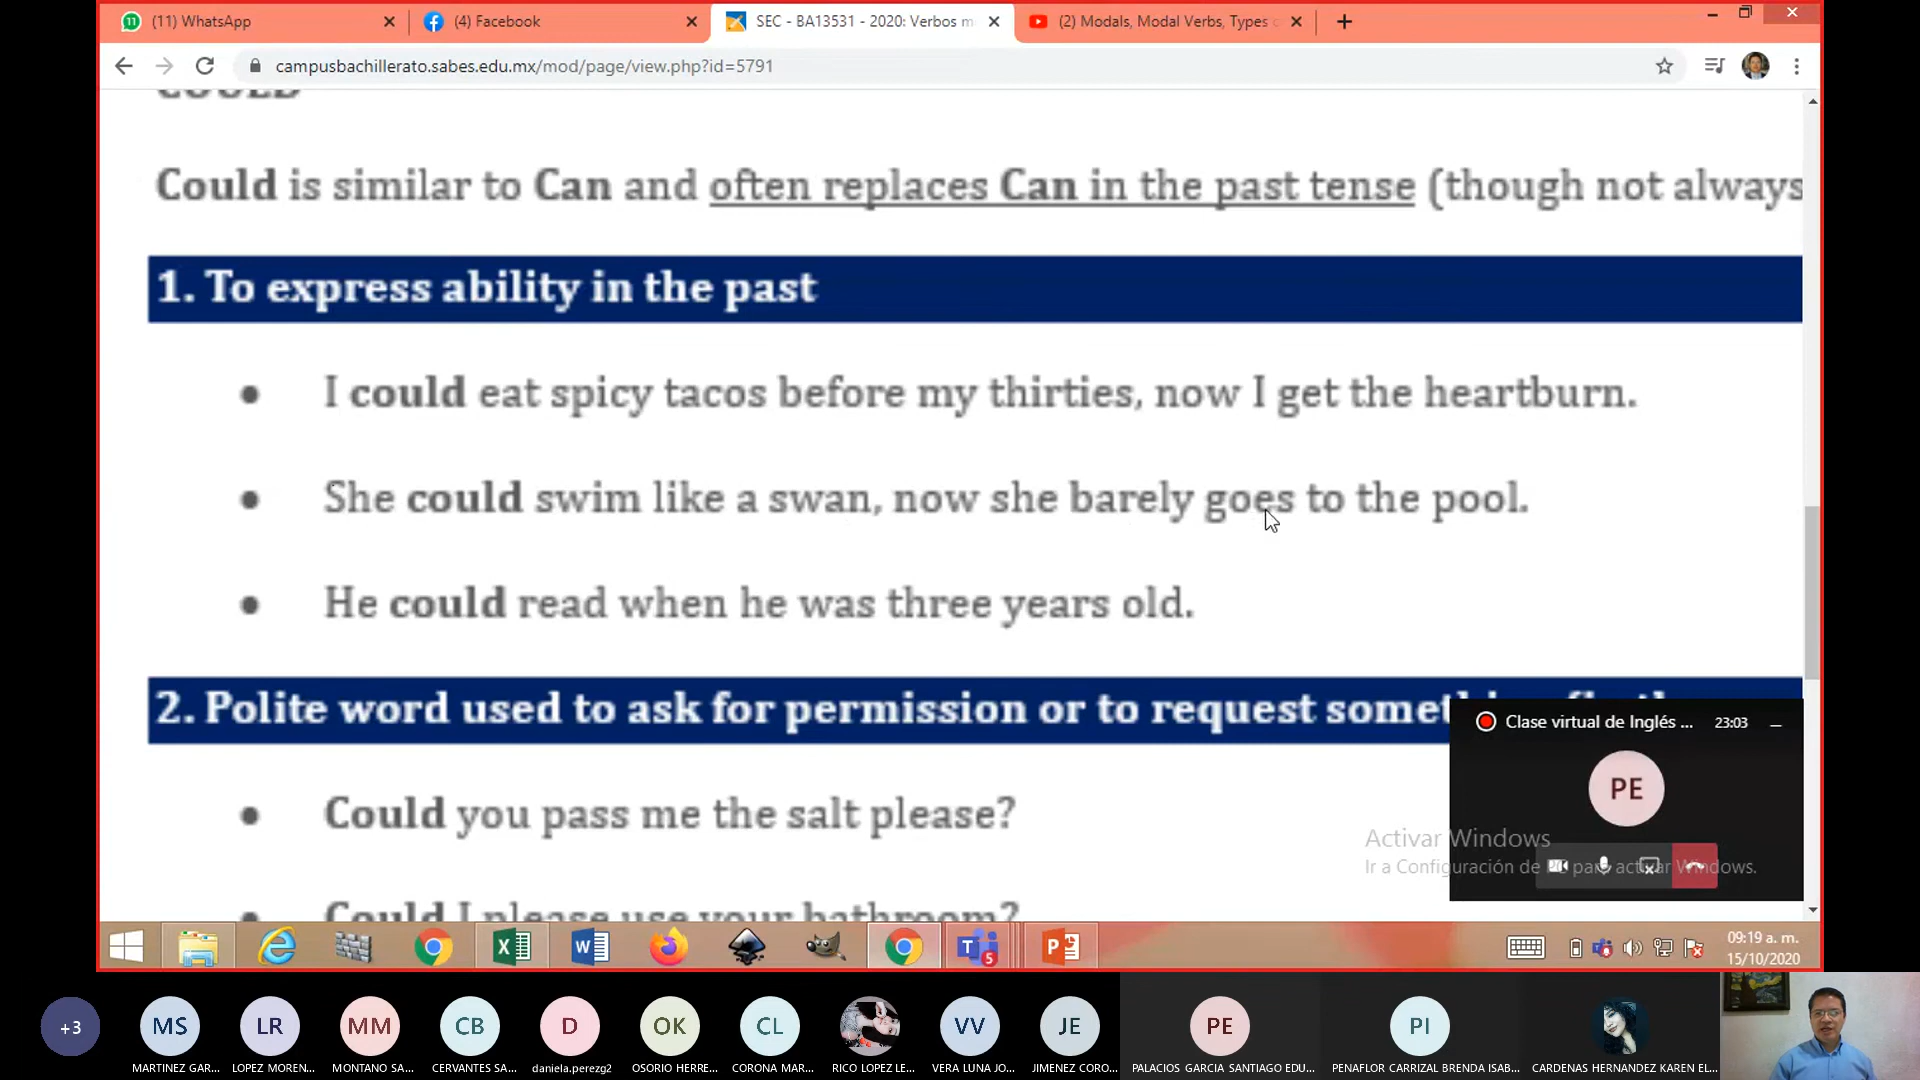 (11) WhatsApp
(4) Facebook
SEC - BA13531 - 2020: Verbos m
(2) Modals, Modal Verbs, Types
campusbachillerato.sabes.edu.mx/mod/page/view.php?id=5791
COULD
Could is similar to Can and often replaces Can in the past tense (though not always
1. To express ability in the past
I could eat spicy tacos before my thirties, now I get the heartburn.
She could swim like a swan, now she barely goes to the pool.
He could read when he was three years old.
2. Polite word used to ask for permission or to request
Could you pass me the salt please?
Could I please use your bathroom?
Clase virtual de Inglés ...
23:03
PE
Activar Windows
Ir a Configuración de PC para activar Windows.
09:19 a. m.
15/10/2020
+3
MS
LR
MM
CB
D
OK
CL
VV
JE
PE
PI
MARTINEZ GAR...
LOPEZ MOREN...
MONTANO SA...
CERVANTES SA...
daniela.perezg2
OSORIO HERRE...
CORONA MAR...
RICO LOPEZ LE...
VERA LUNA JO...
JIMENEZ CORO...
PALACIOS GARCIA SANTIAGO EDU...
PENAFLOR CARRIZAL BRENDA ISAB...
CARDENAS HERNANDEZ KAREN EL...